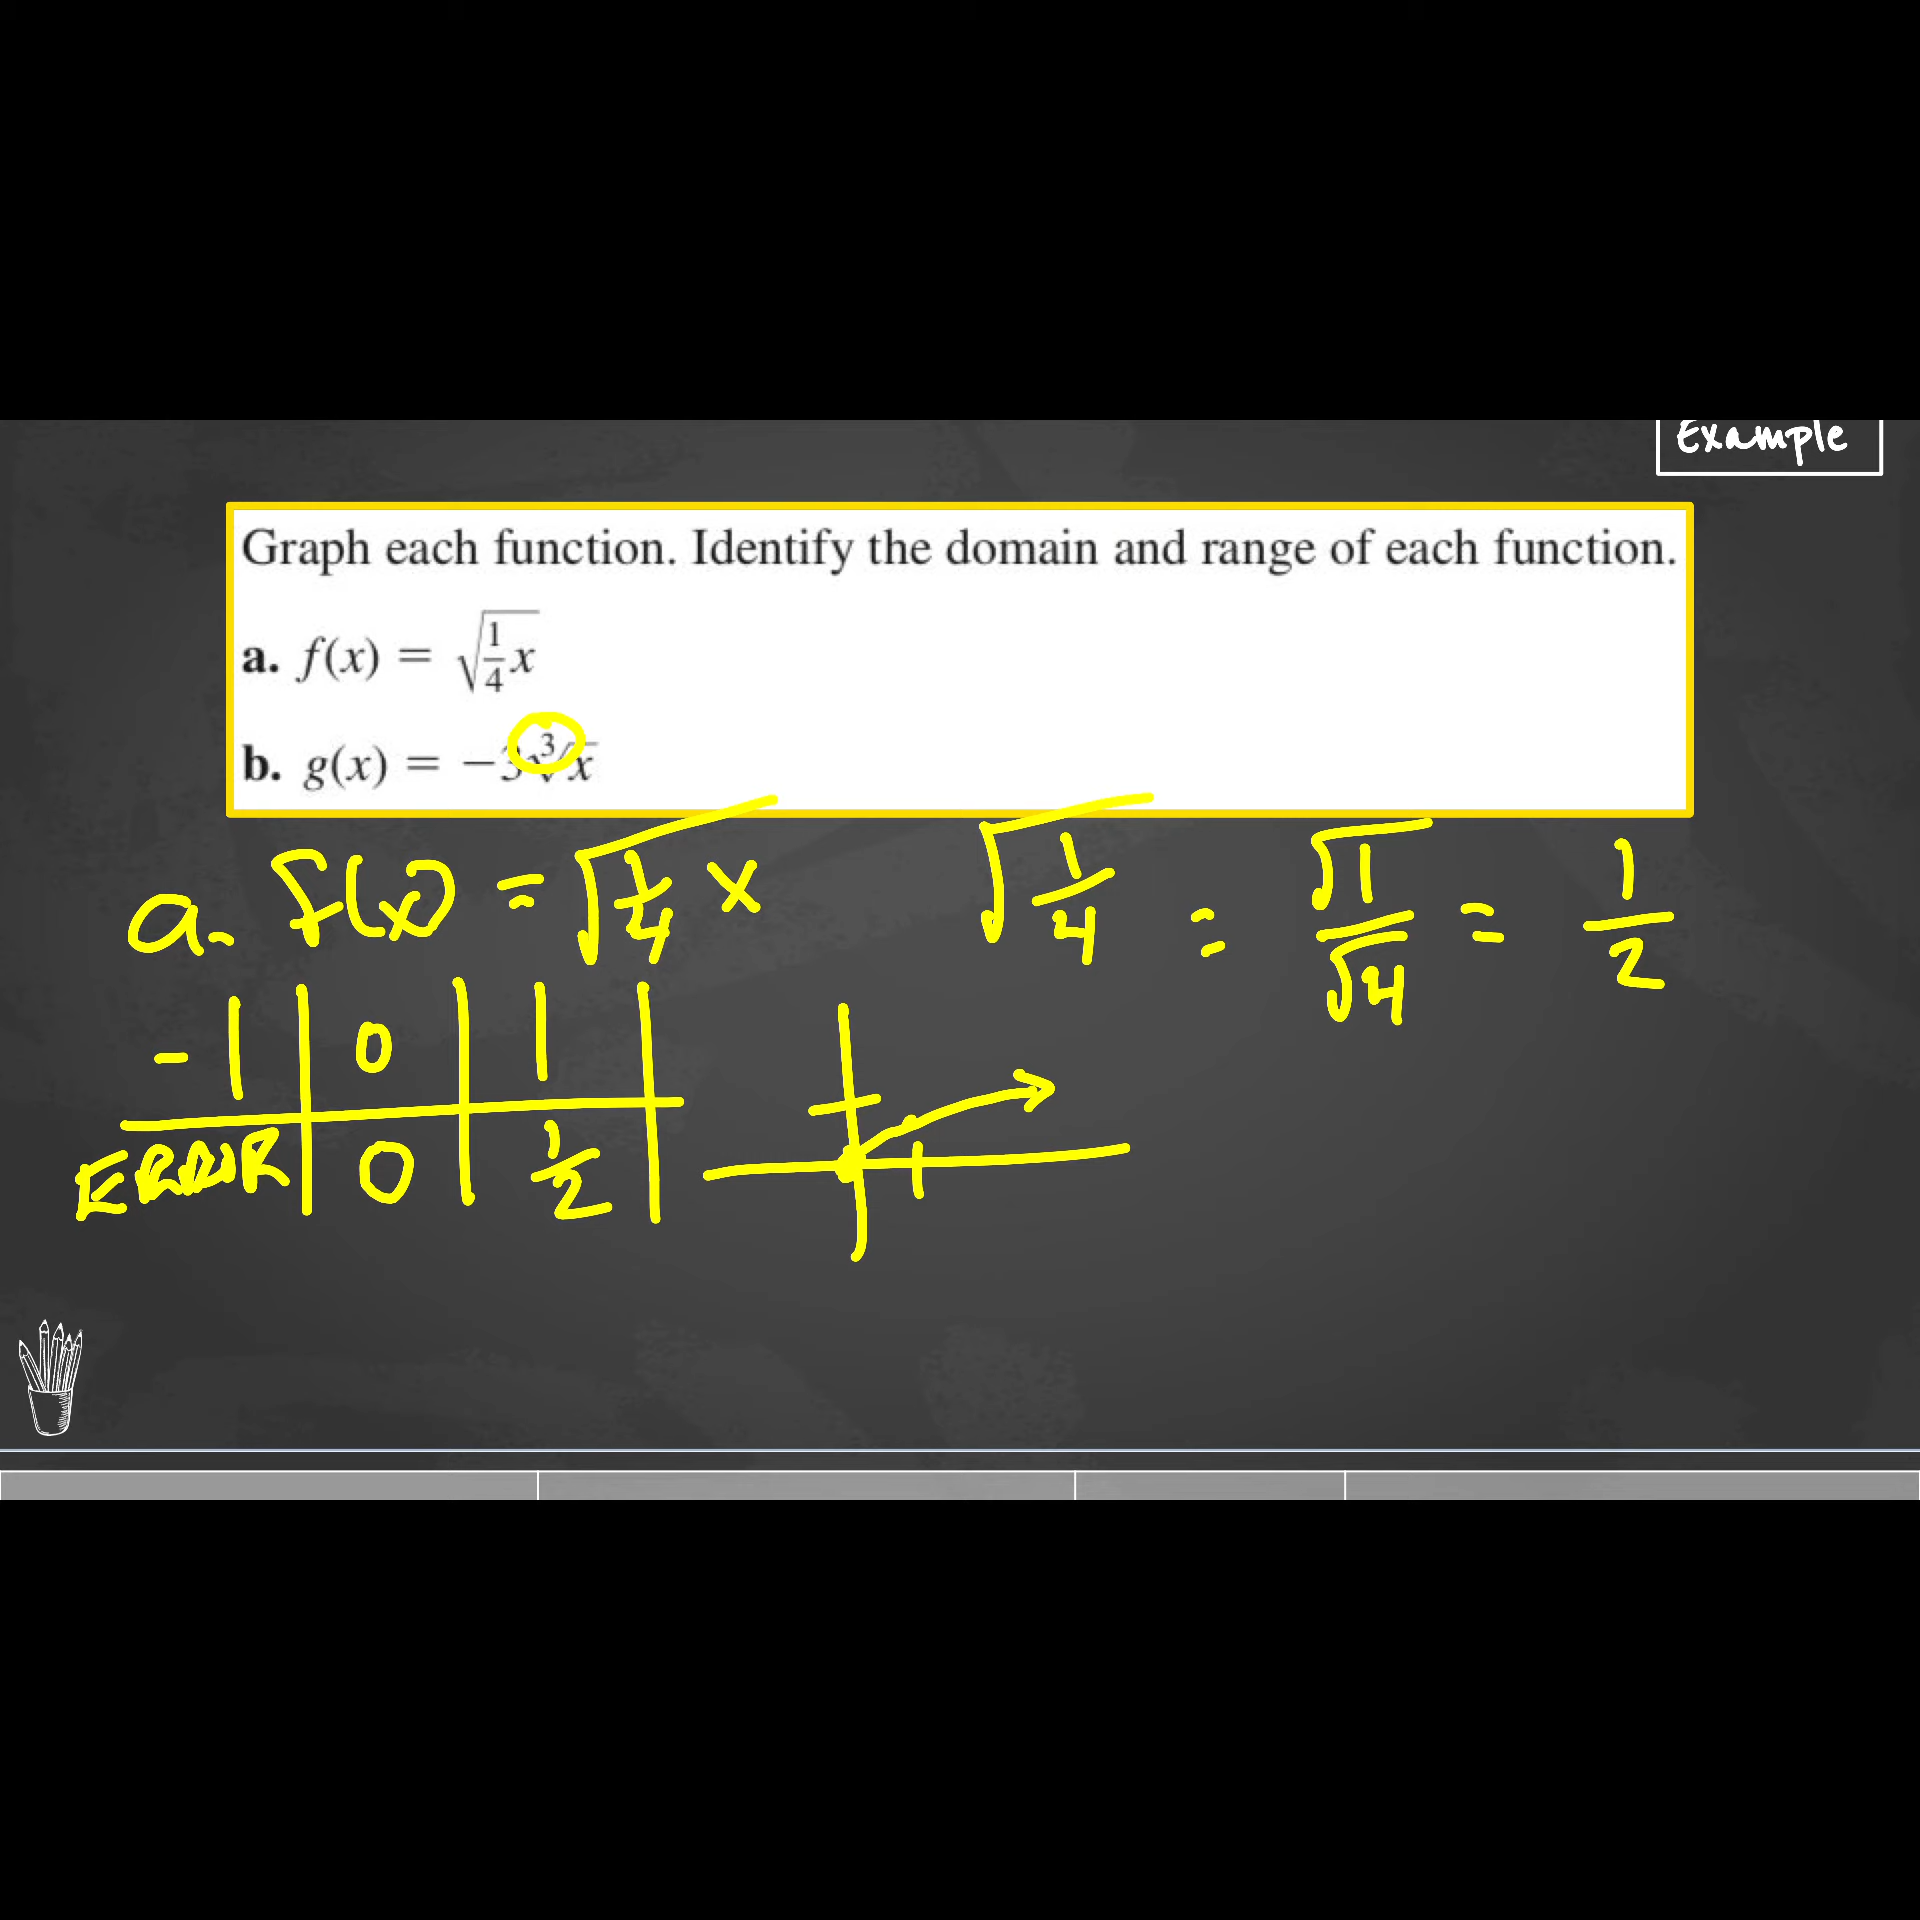 Example
Graph each function. Identify the domain and range of each function.
a. f(x) = √(1/4 x)
b. g(x) = −3∛x
a. f(x) = √(1/4 x) √(1/4) = √1/√4 = 1/2
-1 | 0 | 1 |
ERROR | 0 | 1/2 |
1